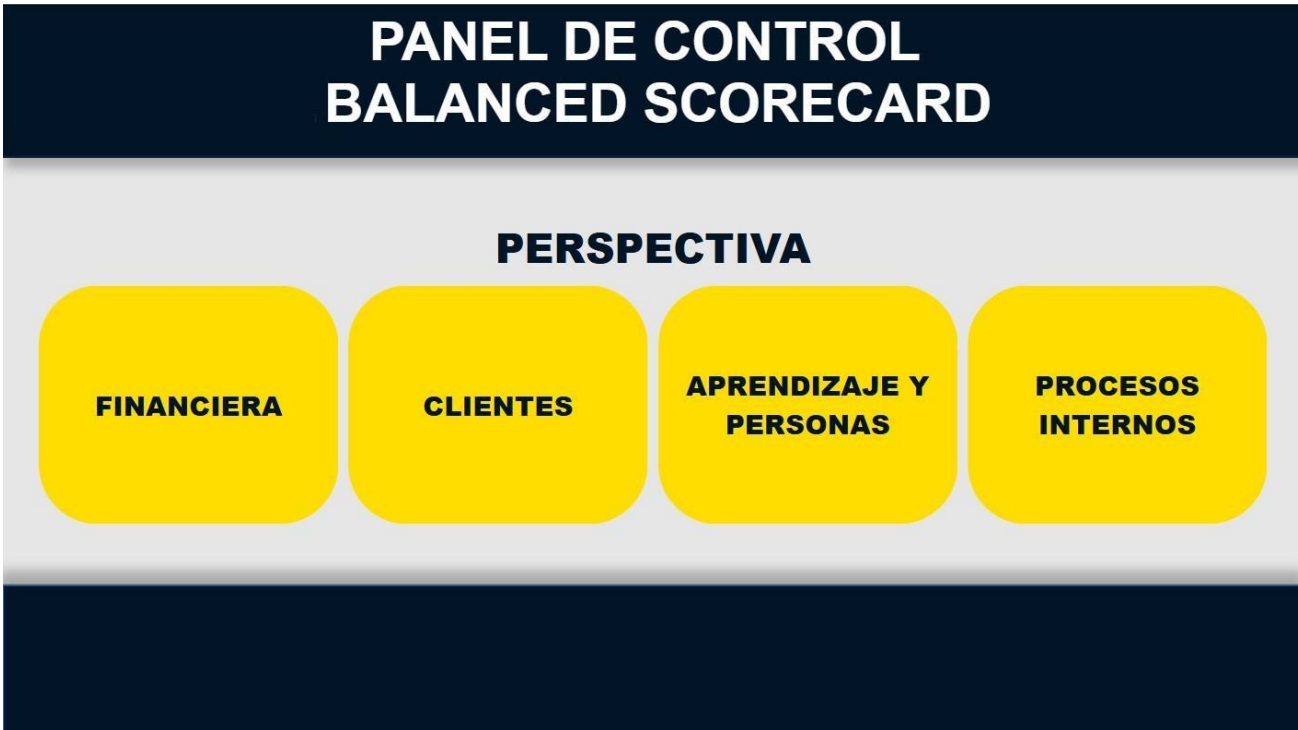 PANEL DE CONTROL
BALANCED SCORECARD
PERSPECTIVA
FINANCIERA
CLIENTES
APRENDIZAJE Y
PERSONAS
PROCESOS
INTERNOS